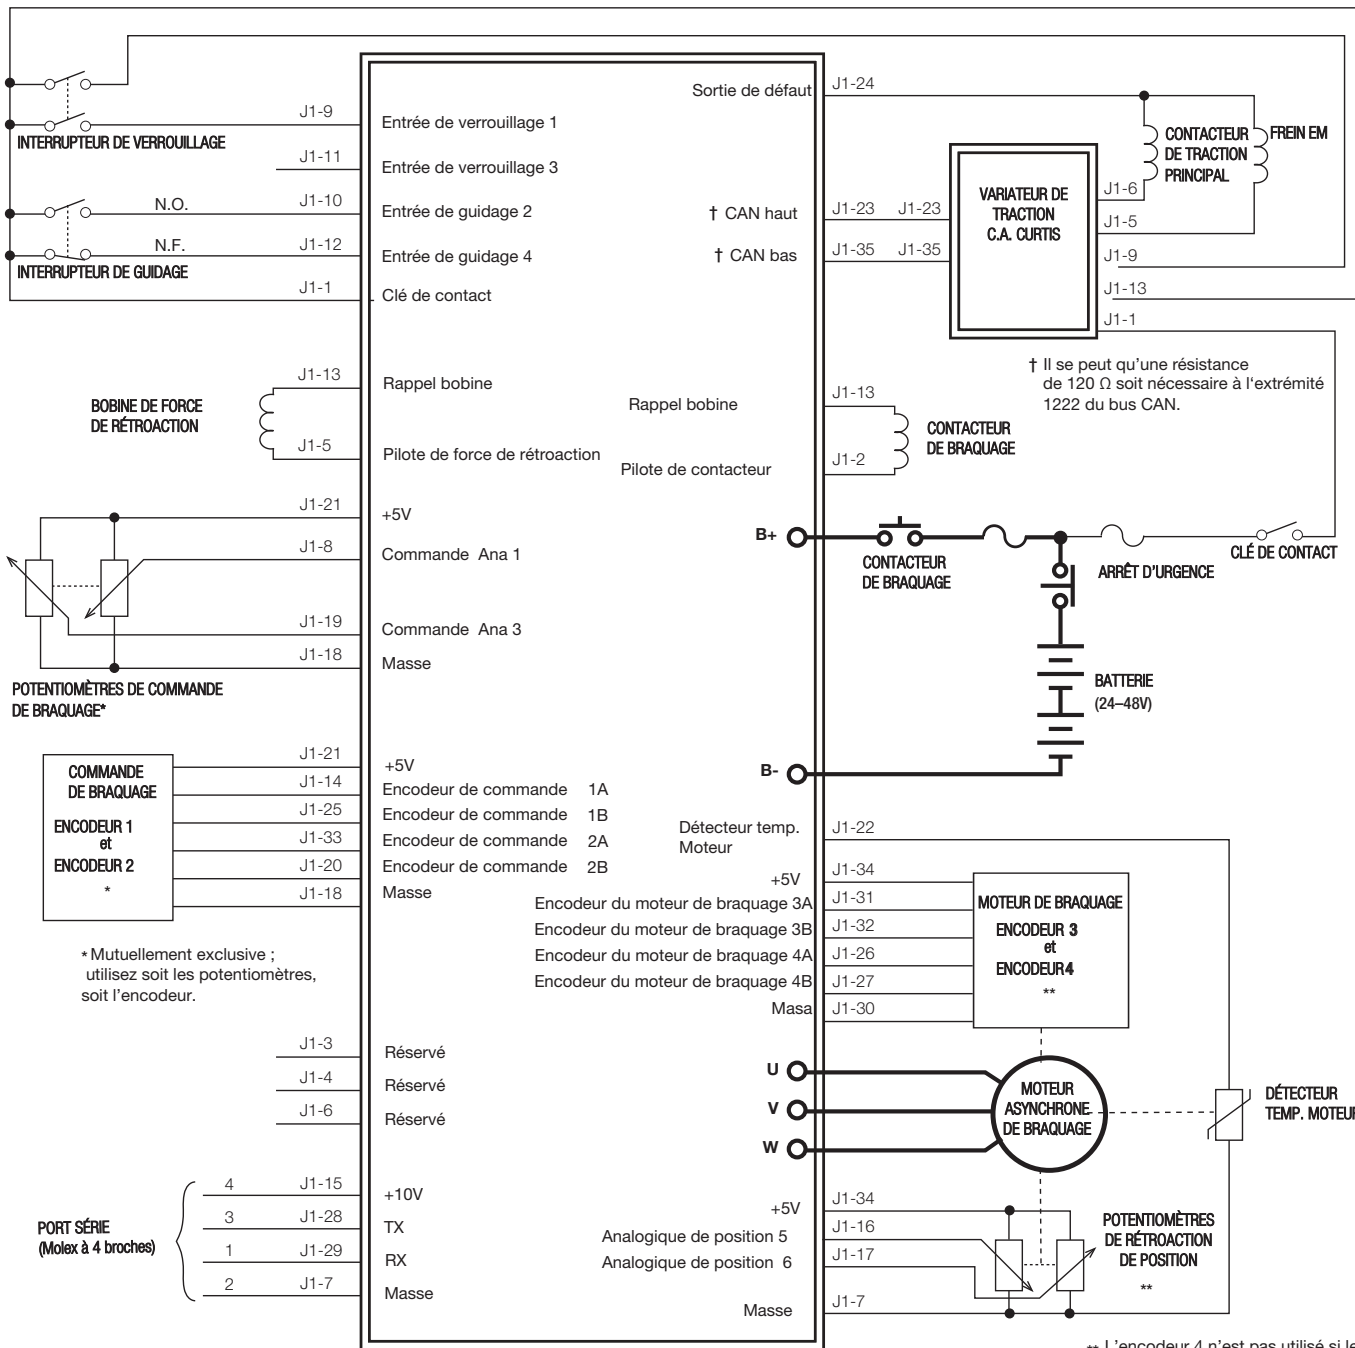 Sortie de défaut
J1-24
J1-9
Entrée de verrouillage 1
INTERRUPTEUR DE VERROUILLAGE
J1-11
Entrée de verrouillage 3
N.O.
J1-10
Entrée de guidage 2
N.F.
J1-12
Entrée de guidage 4
INTERRUPTEUR DE GUIDAGE
J1-1
Clé de contact
† CAN haut
J1-23 J1-23
† CAN bas
J1-35 J1-35
VARIATEUR DE
TRACTION
C.A. CURTIS
CONTACTEUR
DE TRACTION
PRINCIPAL
FREIN EM
J1-6
J1-5
J1-9
J1-13
J1-1
† Il se peut qu'une résistance
de 120 Ω soit nécessaire à l'extrémité
1222 du bus CAN.
BOBINE DE FORCE
DE RÉTROACTION
J1-13
Rappel bobine
J1-5
Pilote de force de rétroaction
Rappel bobine
J1-13
Pilote de contacteur
J1-2
CONTACTEUR
DE BRAQUAGE
J1-21
+5V
J1-8
Commande Ana 1
J1-19
Commande Ana 3
J1-18
Masse
POTENTIOMÈTRES DE COMMANDE
DE BRAQUAGE*
B+
CONTACTEUR
DE BRAQUAGE
ARRÊT D'URGENCE
CLÉ DE CONTACT
BATTERIE
(24–48V)
B-
COMMANDE
DE BRAQUAGE
ENCODEUR 1
et
ENCODEUR 2
*
J1-21
+5V
J1-14
Encodeur de commande 1A
J1-25
Encodeur de commande 1B
J1-33
Encodeur de commande 2A
J1-20
Encodeur de commande 2B
J1-18
Masse
* Mutuellement exclusive ;
utilisez soit les potentiomètres,
soit l'encodeur.
Détecteur temp.
Moteur
J1-22
+5V
J1-34
Encodeur du moteur de braquage 3A
J1-31
Encodeur du moteur de braquage 3B
J1-32
Encodeur du moteur de braquage 4A
J1-26
Encodeur du moteur de braquage 4B
J1-27
Masa
J1-30
MOTEUR DE BRAQUAGE
ENCODEUR 3
et
ENCODEUR4
**
J1-3
Réservé
J1-4
Réservé
J1-6
Réservé
U
V
W
MOTEUR
ASYNCHRONE
DE BRAQUAGE
DÉTECTEUR
TEMP. MOTEUR
PORT SÉRIE
(Molex à 4 broches)
4
J1-15
+10V
3
J1-28
TX
1
J1-29
RX
2
J1-7
Masse
+5V
J1-34
Analogique de position 5
J1-16
Analogique de position 6
J1-17
Masse
J1-7
POTENTIOMÈTRES
DE RÉTROACTION
DE POSITION
**
** L'encodeur 4 n'est pas utilisé si le